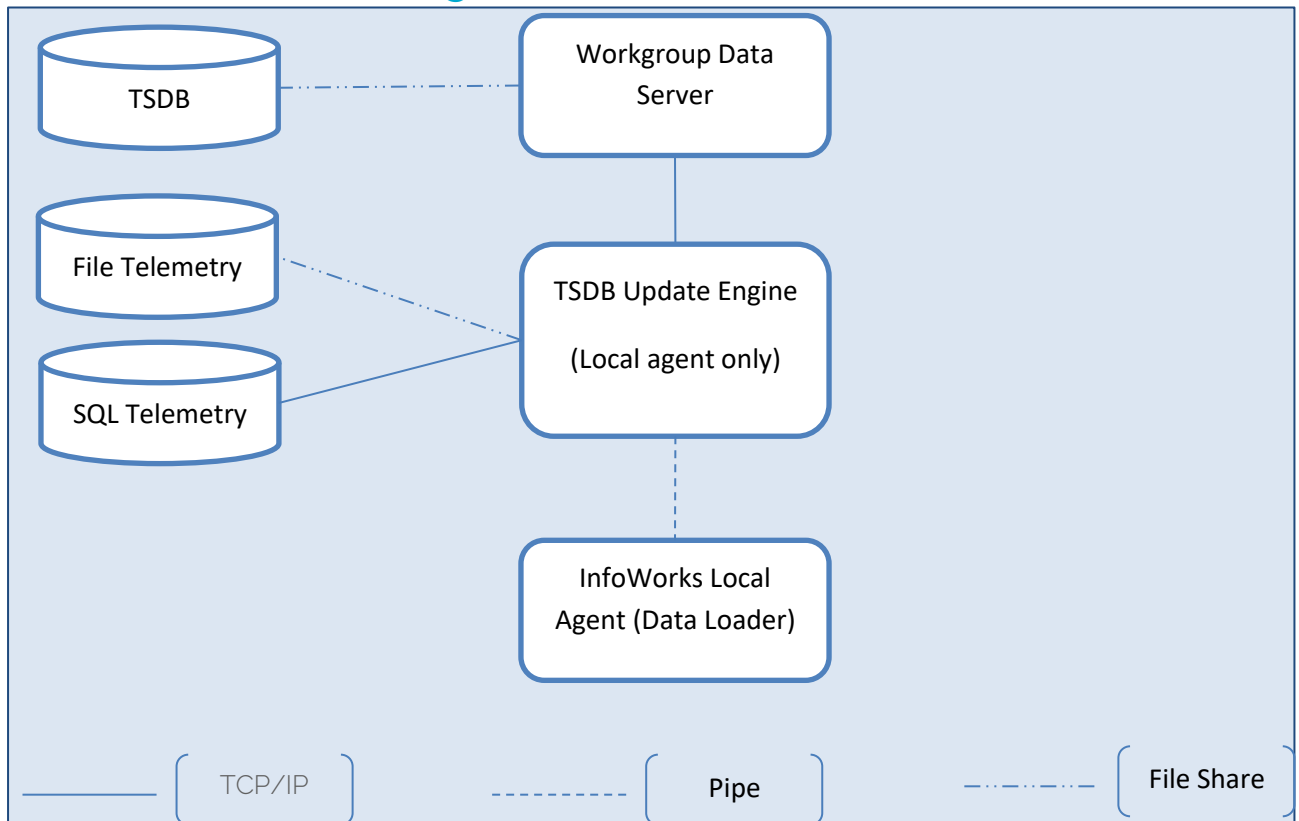 Workgroup Data
Server
TSDB
File Telemetry
TSDB Update Engine
(Local agent only)
SQL Telemetry
InfoWorks Local
Agent (Data Loader)
TCP/IP
Pipe
File Share